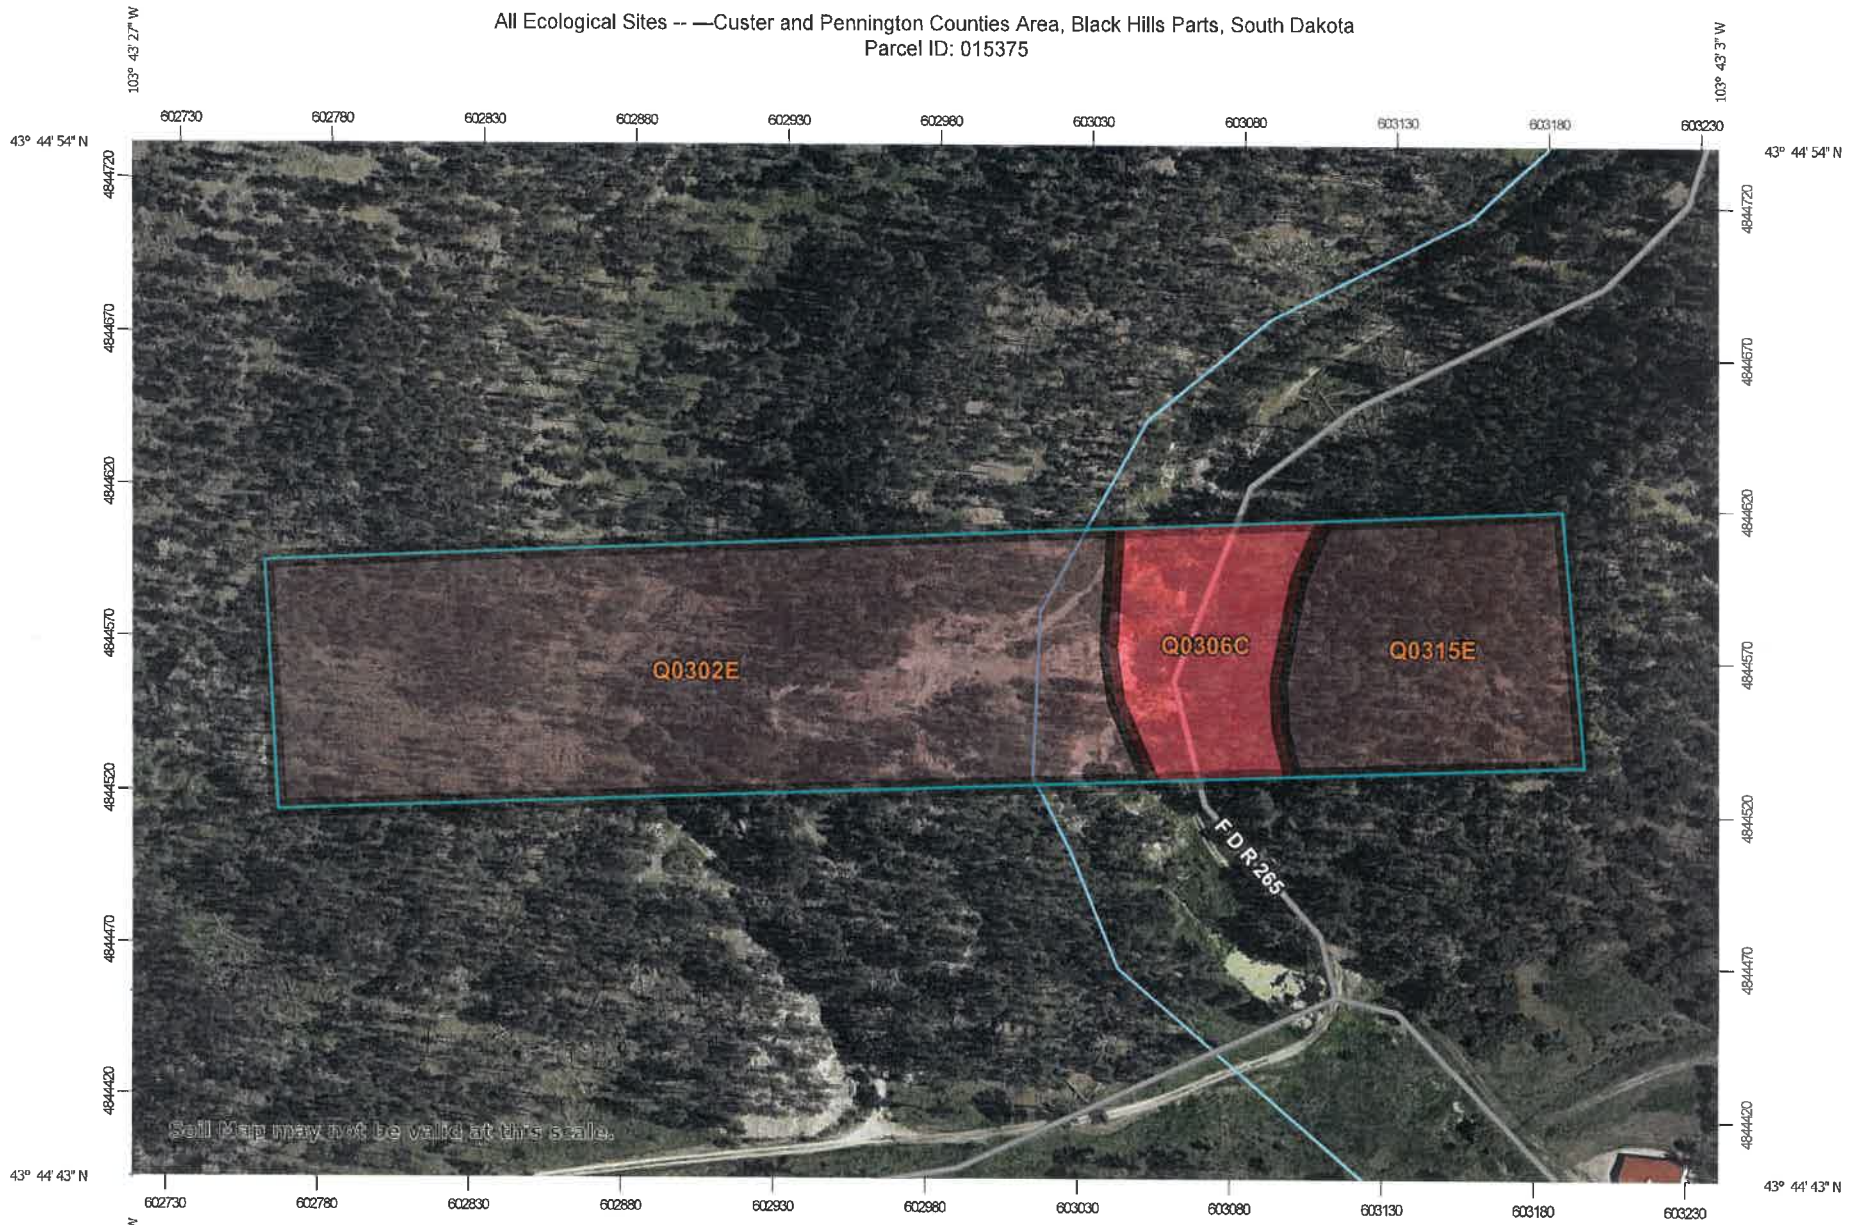 All Ecological Sites -- —Custer and Pennington Counties Area, Black Hills Parts, South Dakota
Parcel ID: 015375
103° 43' 27" W
103° 43' 3" W
602730 602780 602830 602880 602930 602980 603030 603080 603130 603180 603230
43° 44' 54" N
43° 44' 54" N
4844720
4844720
4844670
4844670
4844620
4844620
4844570
4844570
Q0302E
Q0306C
Q0315E
4844520
4844520
F D R 265
4844470
4844470
4844420
4844420
Soil Map may not be valid at this scale.
43° 44' 43" N
43° 44' 43" N
602730 602780 602830 602880 602930 602980 603030 603080 603130 603180 603230
W